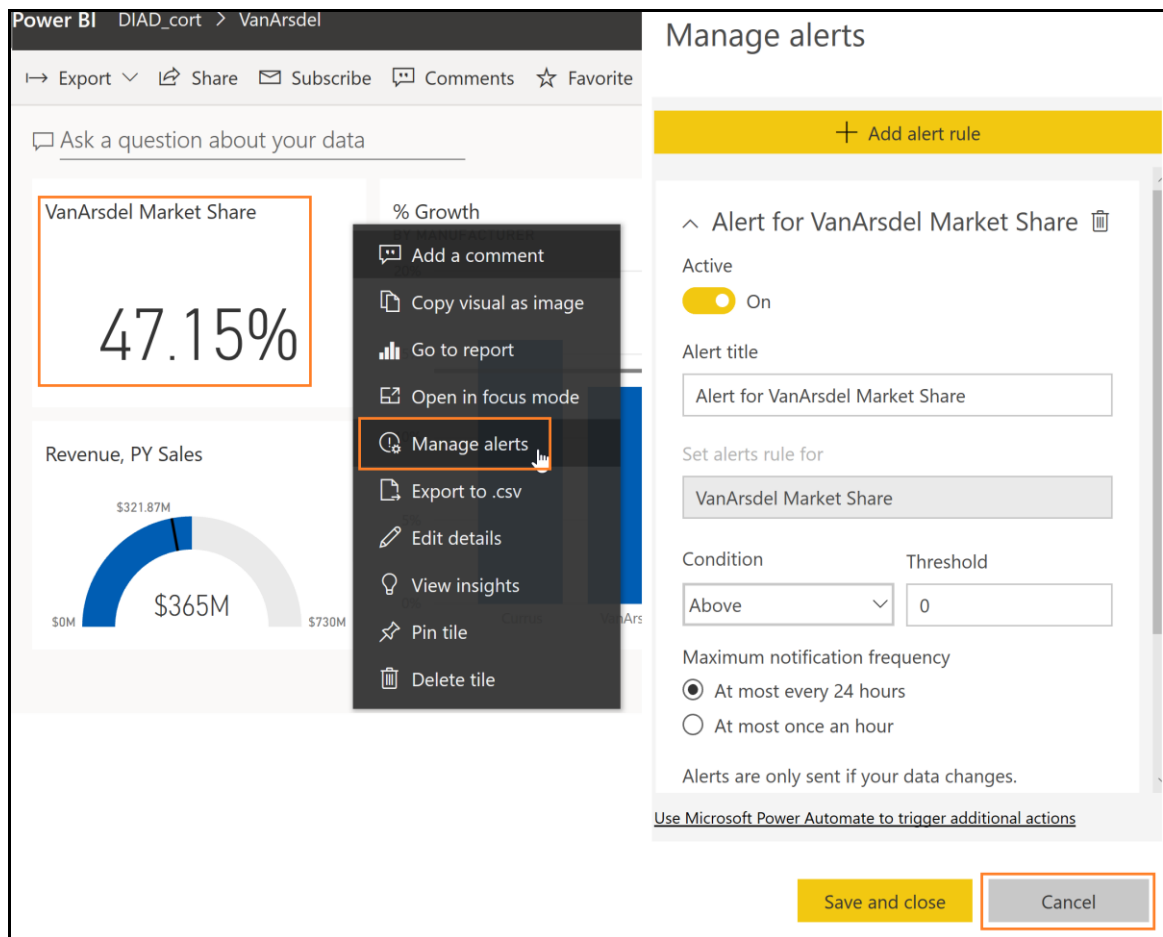 Power BI DIAD_cort > VanArsdel
Export Share Subscribe Comments Favorite
Ask a question about your data
VanArsdel Market Share
47.15%
% Growth
BY MANUFACTURER
20%
Add a comment
Copy visual as image
Go to report
Open in focus mode
Manage alerts
Export to .csv
Edit details
View insights
Pin tile
Delete tile
0%
Revenue, PY Sales
$321.87M
$365M
$0M
$730M
VanArs
Manage alerts
+ Add alert rule
Alert for VanArsdel Market Share
Active
On
Alert title
Alert for VanArsdel Market Share
Set alerts rule for
VanArsdel Market Share
Condition Threshold
Above 0
Maximum notification frequency
At most every 24 hours
At most once an hour
Alerts are only sent if your data changes.
Use Microsoft Power Automate to trigger additional actions
Save and close Cancel